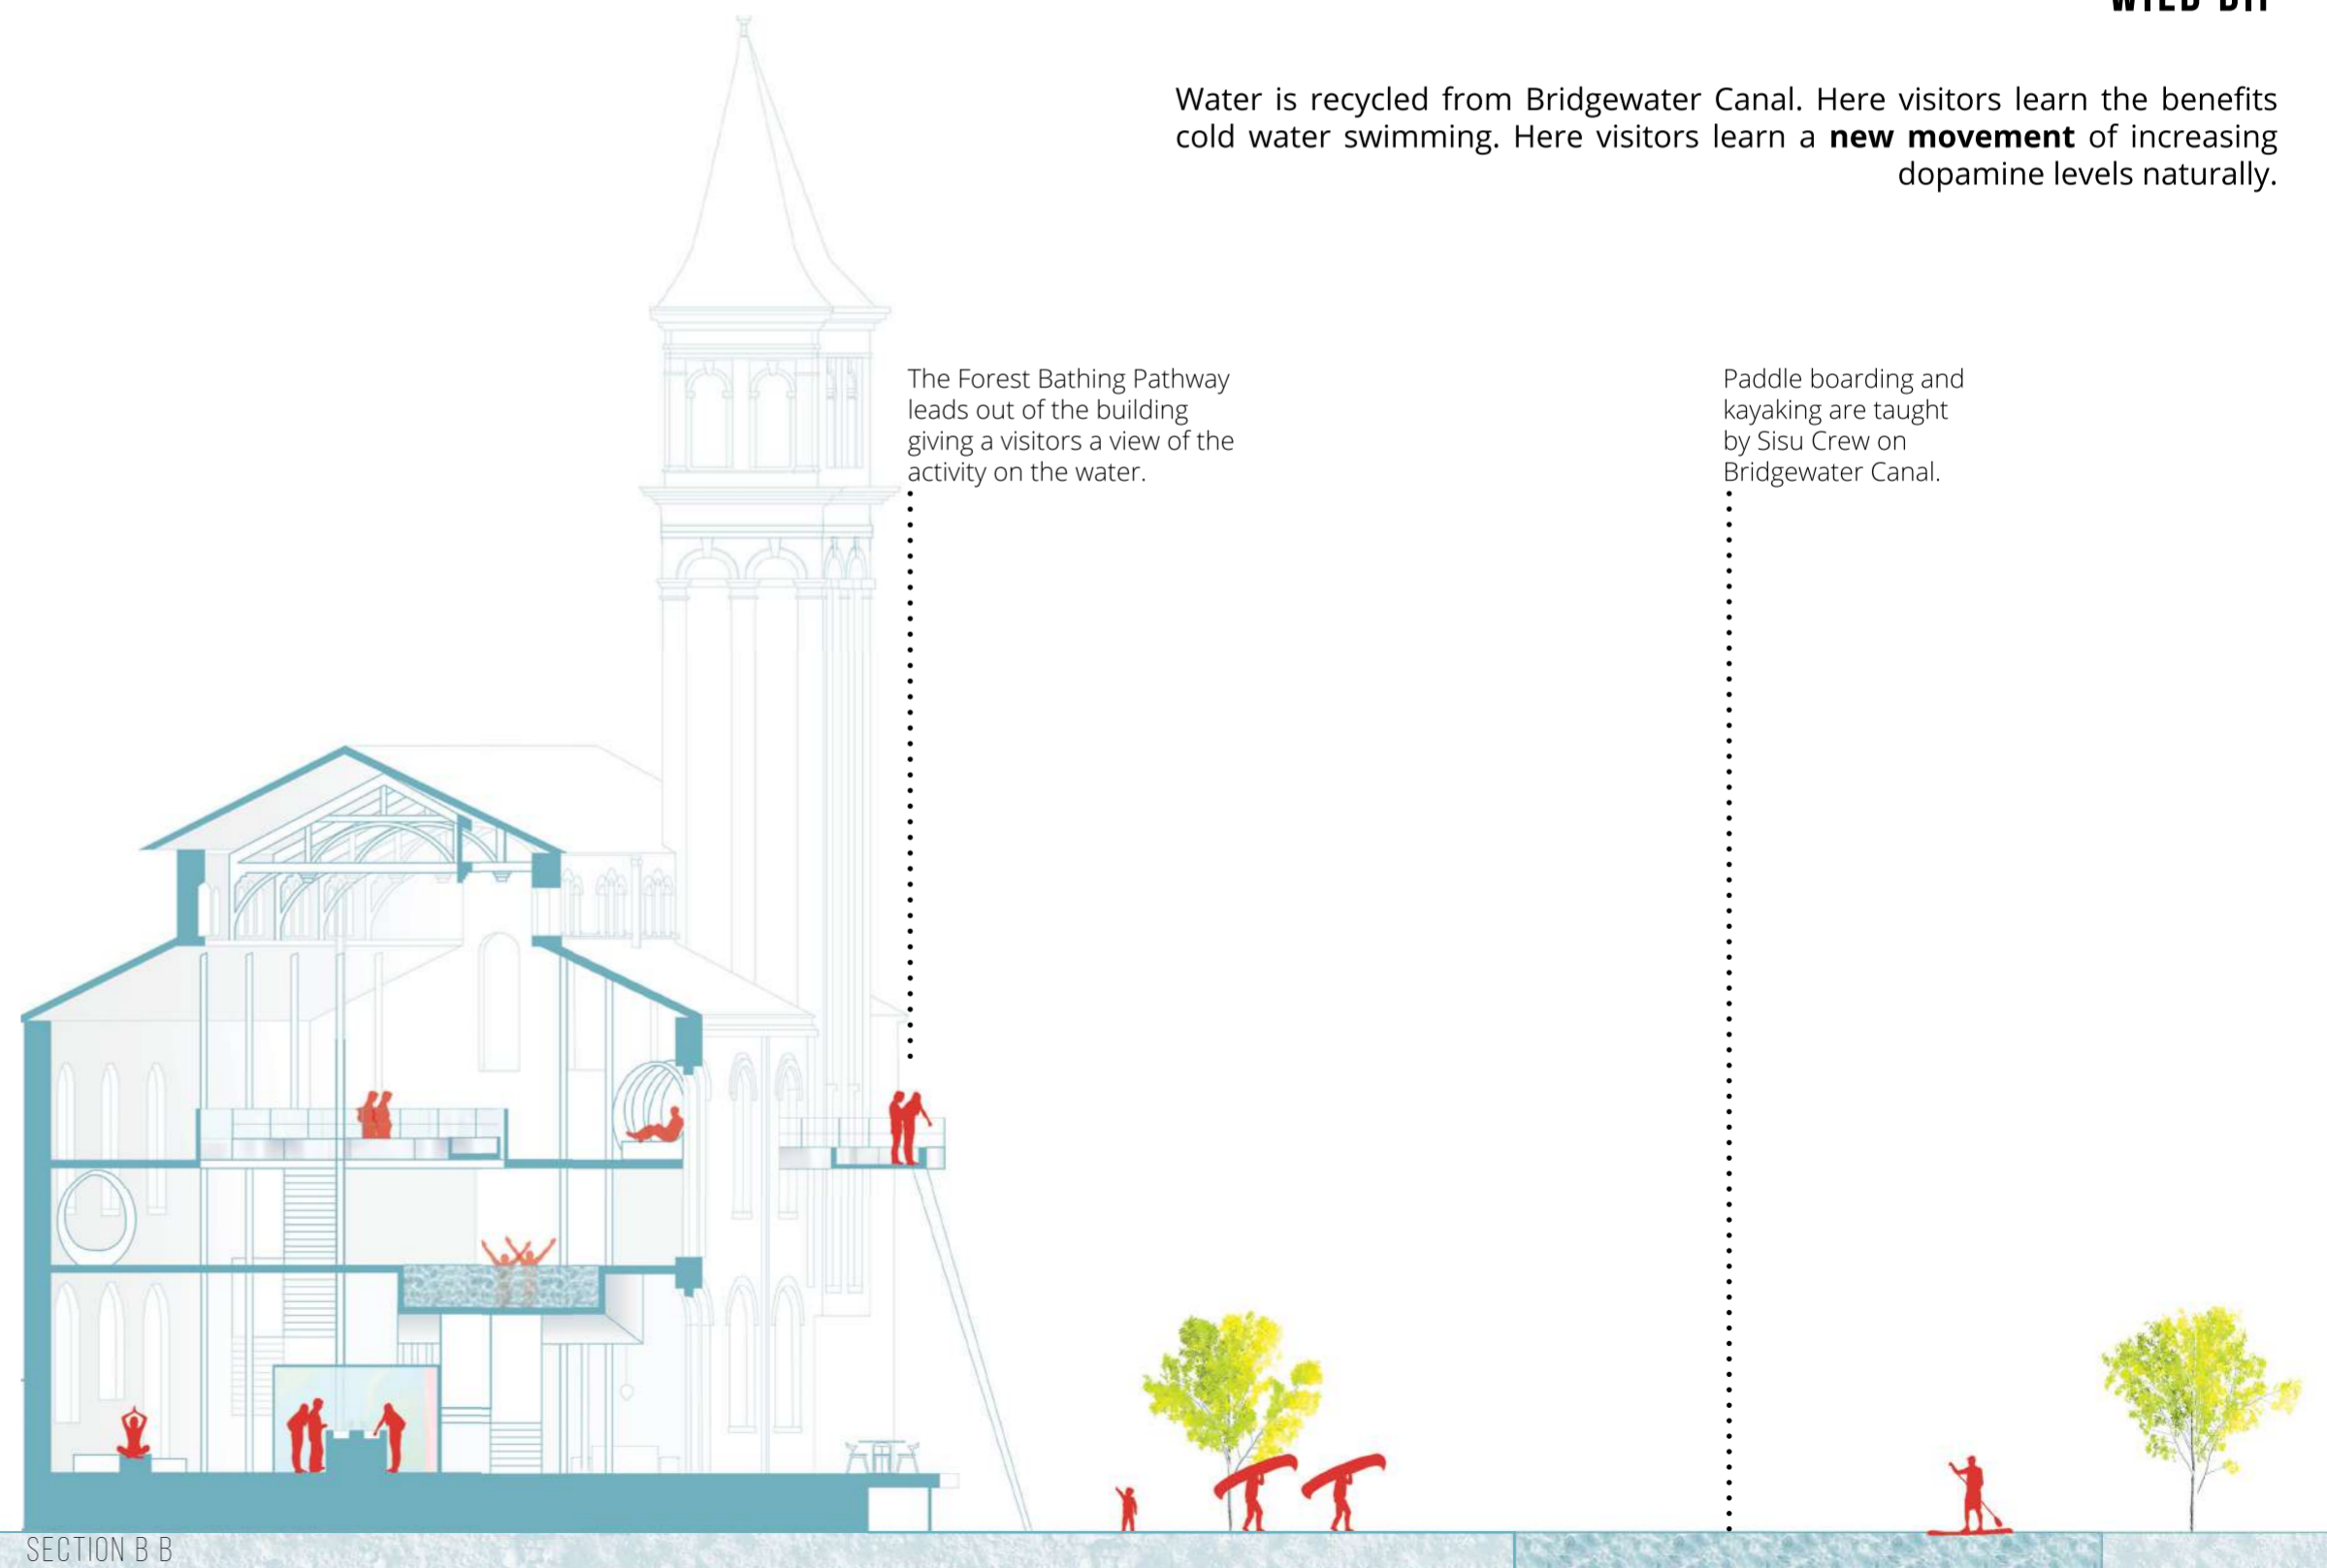 WILD DIP
Water is recycled from Bridgewater Canal. Here visitors learn the benefits
cold water swimming. Here visitors learn a new movement of increasing
dopamine levels naturally.
The Forest Bathing Pathway
leads out of the building
giving a visitors a view of the
activity on the water.
Paddle boarding and
kayaking are taught
by Sisu Crew on
Bridgewater Canal.
SECTION B B